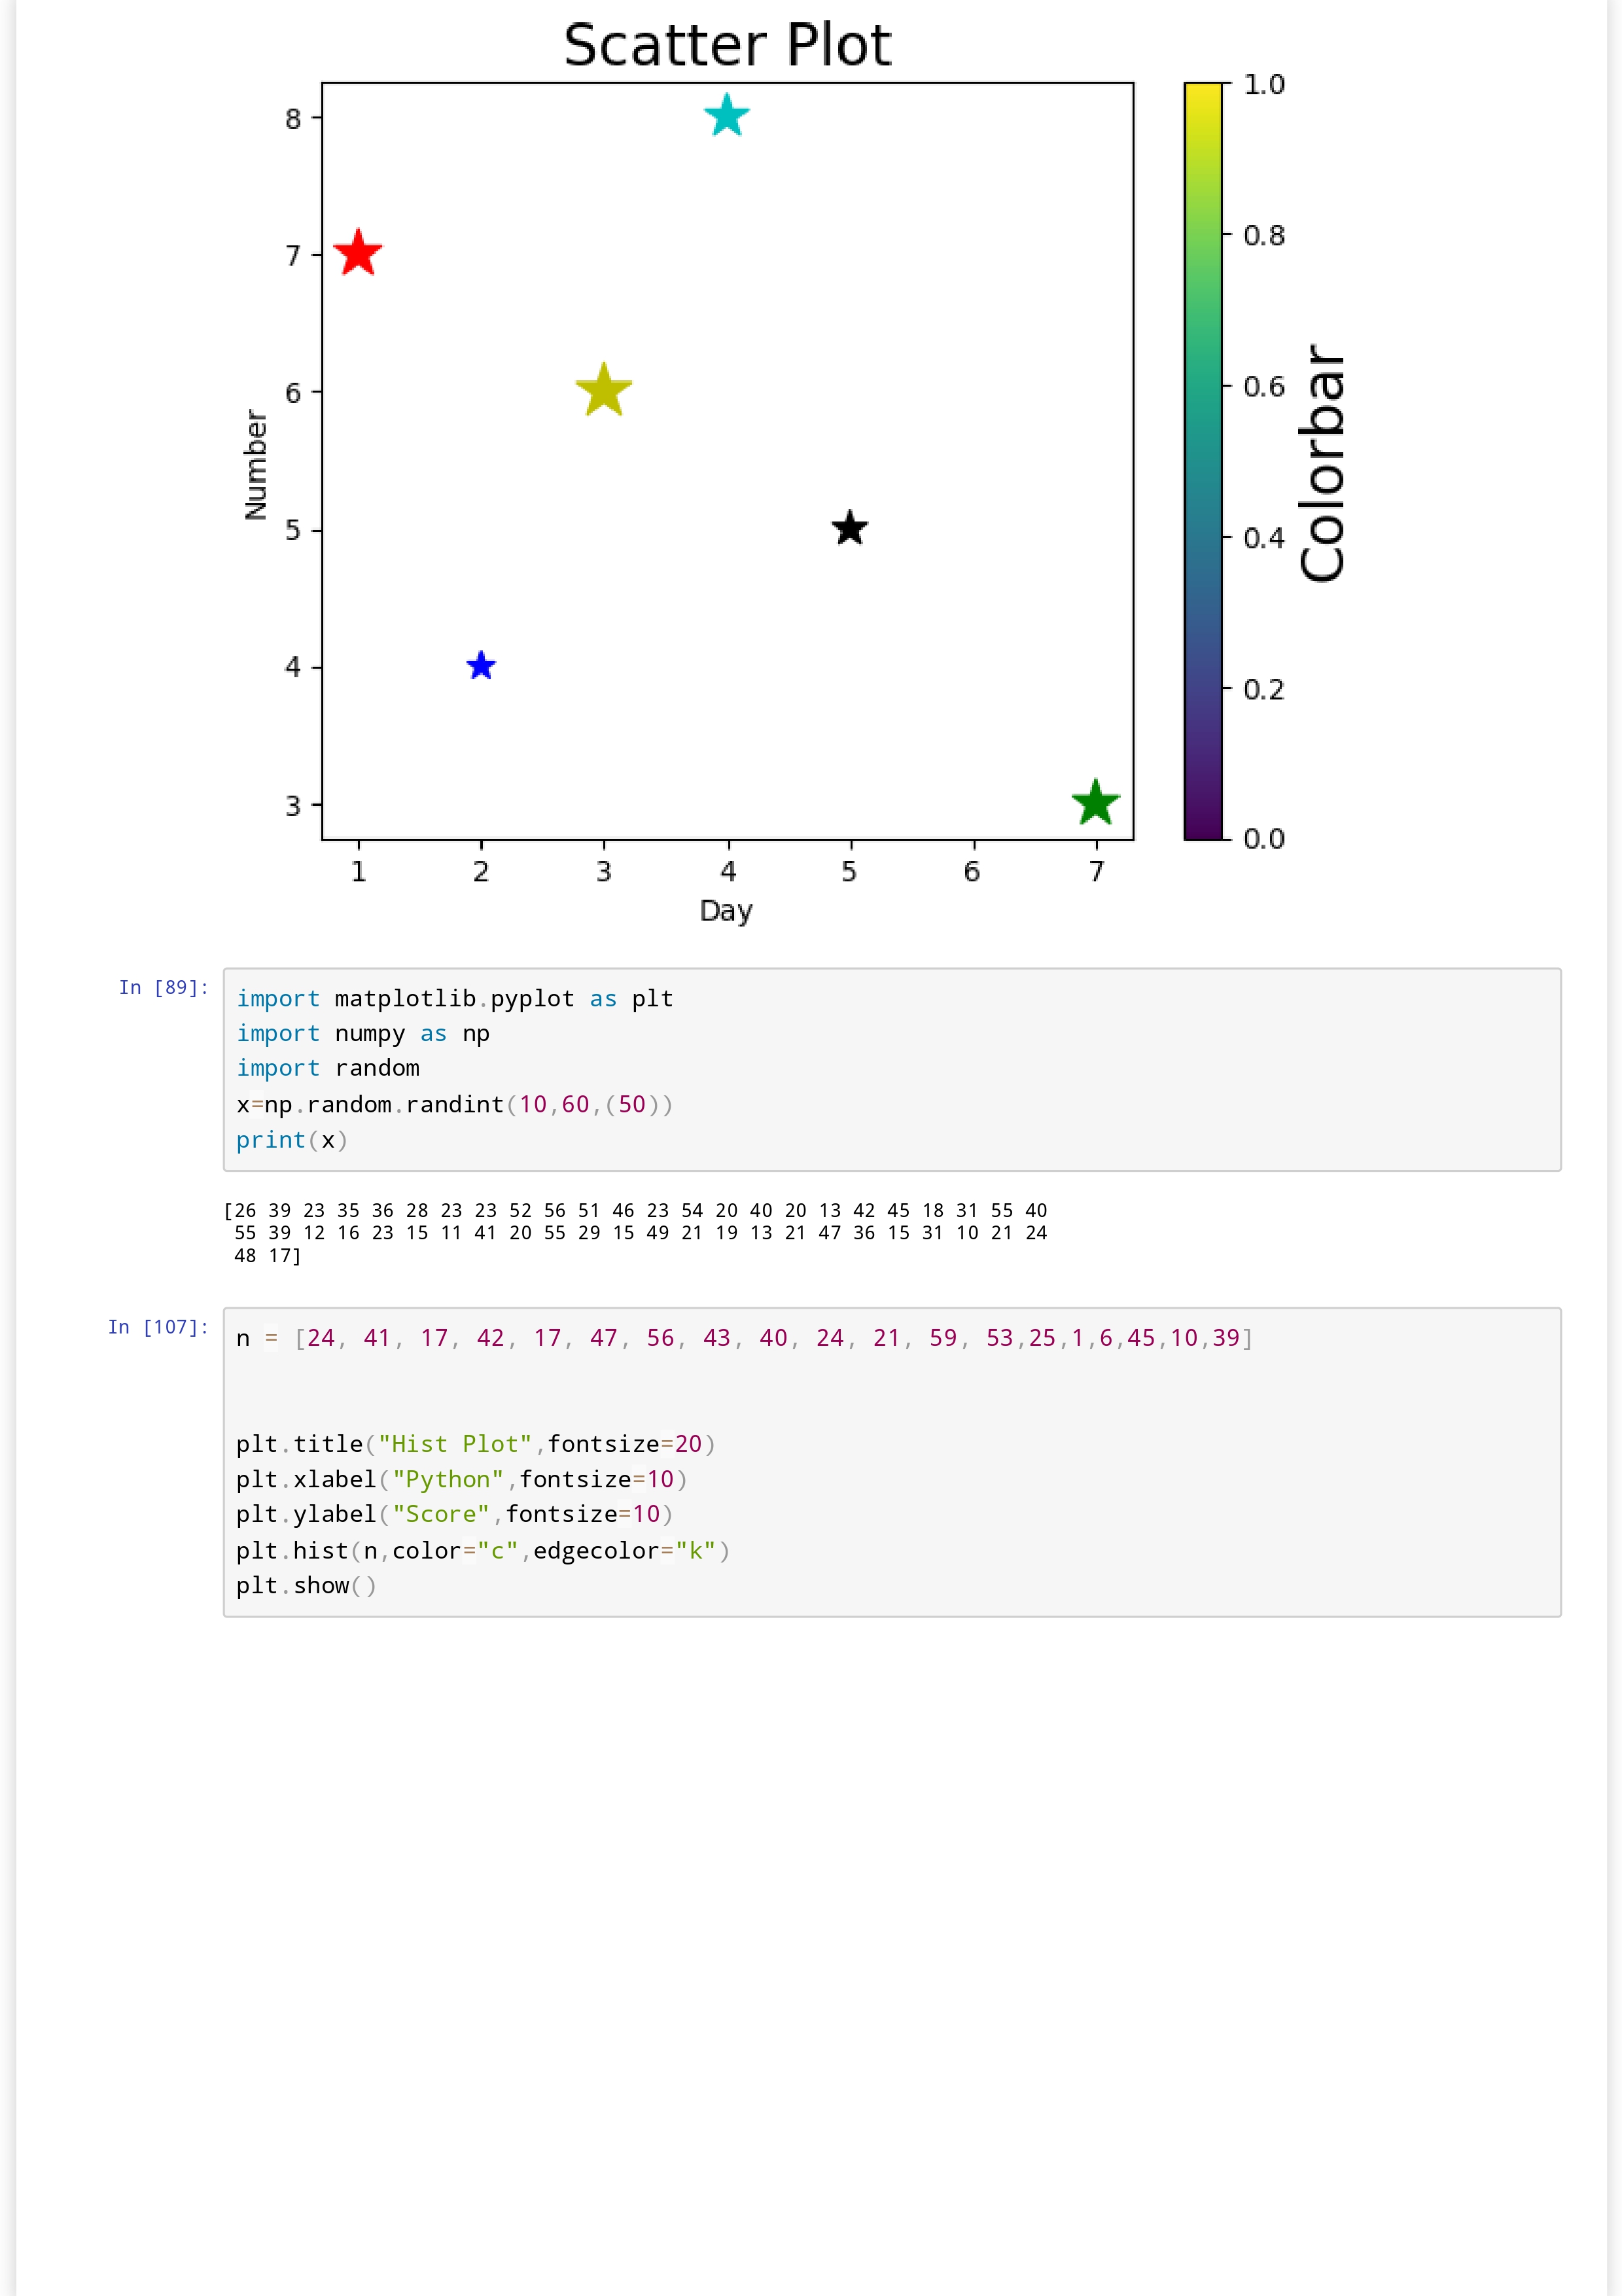 Scatter Plot
8
7
6
5
4
3
Number
1 2 3 4 5 6 7
Day
1.0
0.8
0.6
0.4
0.2
0.0
Colorbar
In [89]:
import matplotlib.pyplot as plt
import numpy as np
import random
x=np.random.randint(10,60,(50))
print(x)
[26 39 23 35 36 28 23 23 52 56 51 46 23 54 20 40 20 13 42 45 18 31 55 40
55 39 12 16 23 15 11 41 20 55 29 15 49 21 19 13 21 47 36 15 31 10 21 24
48 17]
In [107]:
n = [24, 41, 17, 42, 17, 47, 56, 43, 40, 24, 21, 59, 53,25,1,6,45,10,39]
plt.title("Hist Plot",fontsize=20)
plt.xlabel("Python",fontsize=10)
plt.ylabel("Score",fontsize=10)
plt.hist(n,color="c",edgecolor="k")
plt.show()